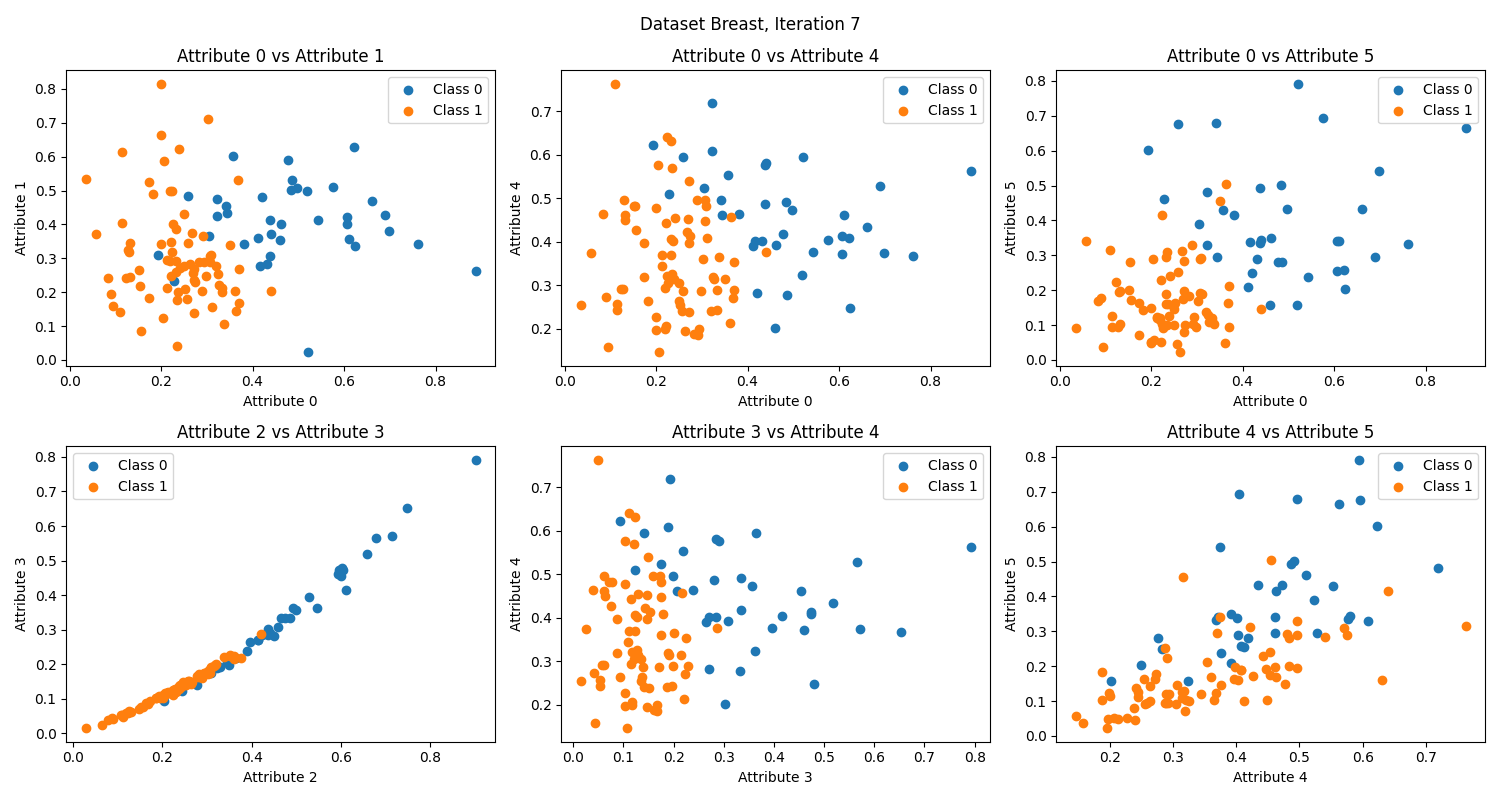 Dataset Breast, Iteration 7
Attribute 0 vs Attribute 1
Attribute 1
0.8
0.7
0.6
0.5
0.4
0.3
0.2
0.1
0.0
0.0 0.2 0.4 0.6 0.8
Attribute 0
Class 0
Class 1
Attribute 0 vs Attribute 4
Attribute 4
0.7
0.6
0.5
0.4
0.3
0.2
0.0 0.2 0.4 0.6 0.8
Attribute 0
Class 0
Class 1
Attribute 0 vs Attribute 5
Attribute 5
0.8
0.7
0.6
0.5
0.4
0.3
0.2
0.1
0.0
0.0 0.2 0.4 0.6 0.8
Attribute 0
Class 0
Class 1
Attribute 2 vs Attribute 3
Attribute 3
0.8
0.7
0.6
0.5
0.4
0.3
0.2
0.1
0.0
0.0 0.2 0.4 0.6 0.8
Attribute 2
Class 0
Class 1
Attribute 3 vs Attribute 4
Attribute 4
0.7
0.6
0.5
0.4
0.3
0.2
0.0 0.1 0.2 0.3 0.4 0.5 0.6 0.7 0.8
Attribute 3
Class 0
Class 1
Attribute 4 vs Attribute 5
Attribute 5
0.8
0.7
0.6
0.5
0.4
0.3
0.2
0.1
0.0
0.2 0.3 0.4 0.5 0.6 0.7
Attribute 4
Class 0
Class 1